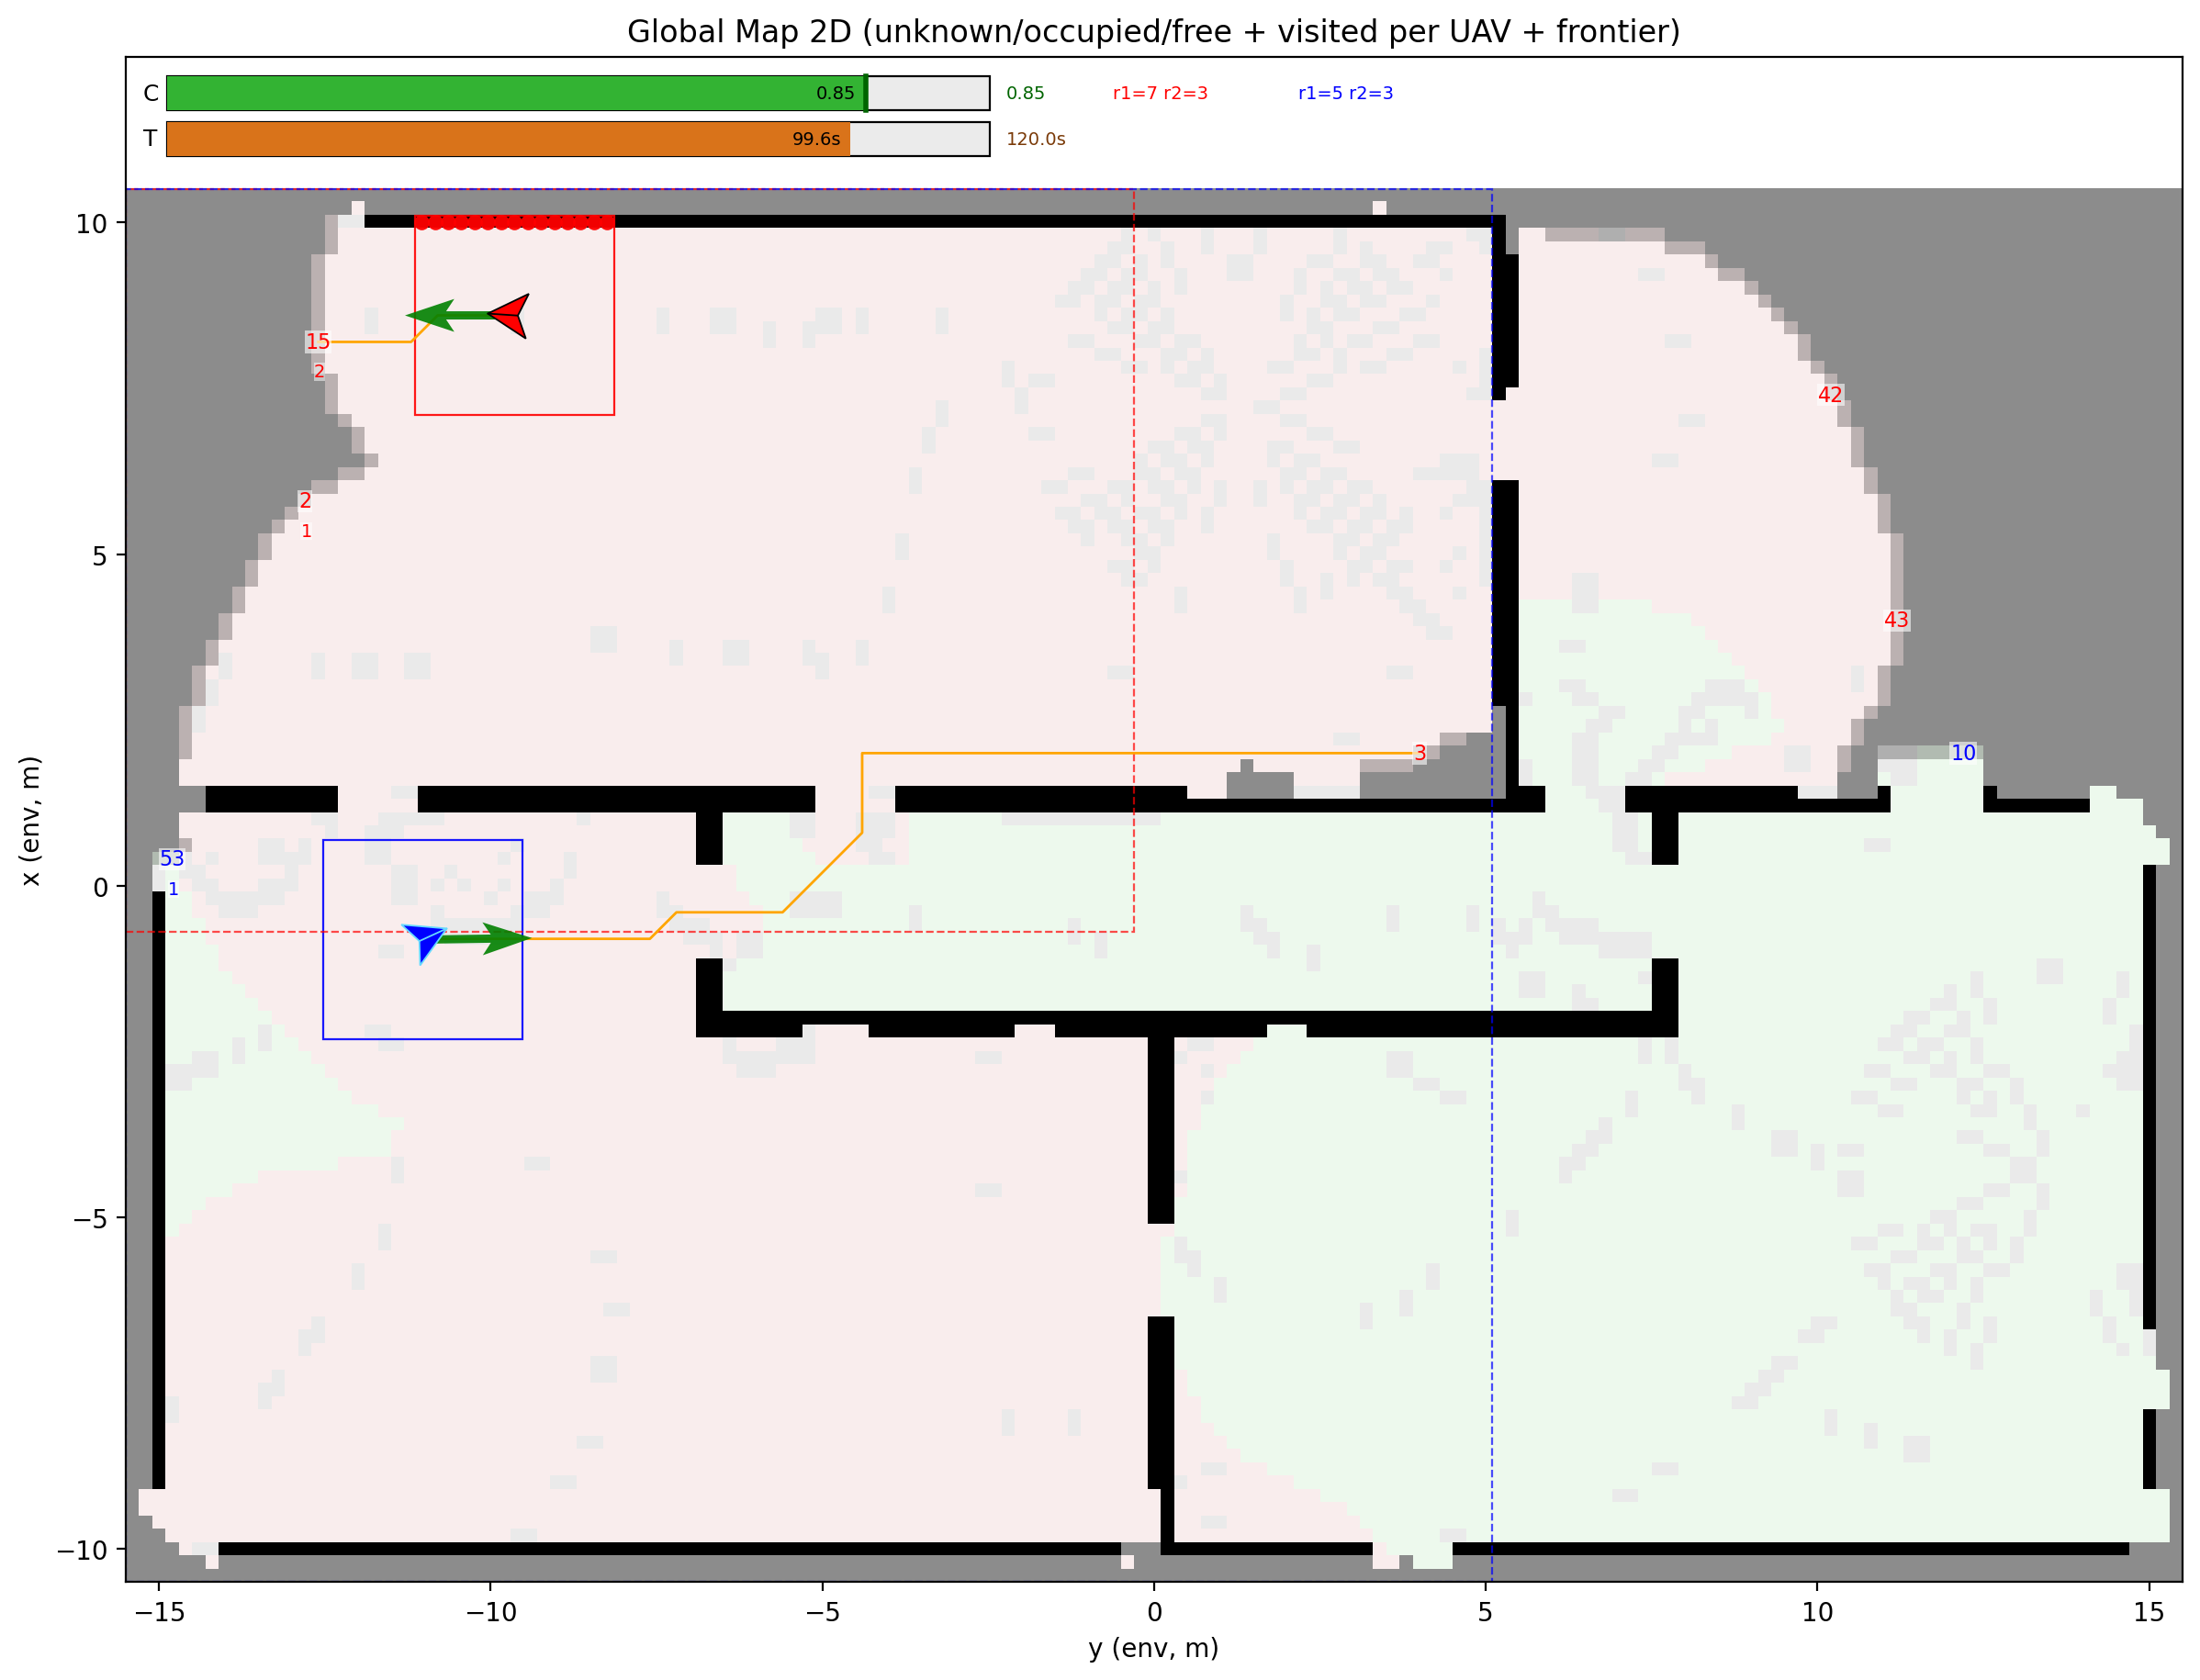 Global Map 2D (unknown/occupied/free + visited per UAV + frontier)
C 0.85 0.85 r1=7 r2=3 r1=5 r2=3
T 99.6s 120.0s
10
15
2
42
2
1
5
43
3
10
53
1
0
−5
−10
−15 −10 −5 0 5 10 15
x (env, m)
y (env, m)